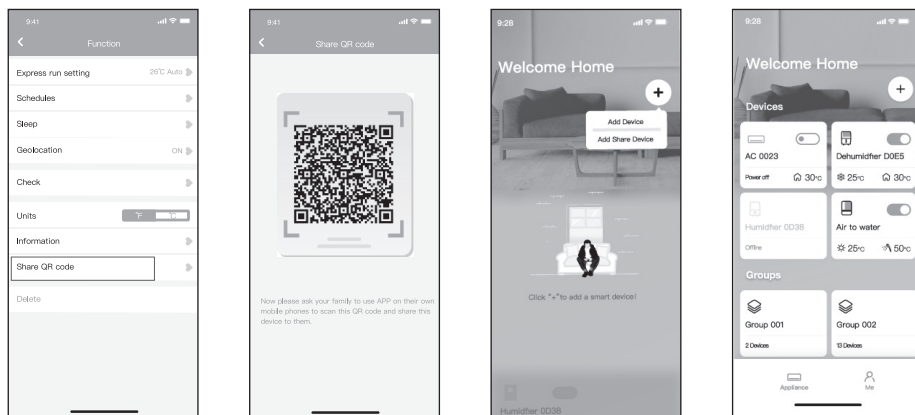 9:41
Function
Express run setting 26°C Auto
Schedules
Sleep
Geolocation ON
Check
Units °F °C
Information
Share QR code
Delete
9:41
Share QR code
Now please ask your family to use APP on their own
mobile phones to scan this QR code and share this
device to them.
9:28
Welcome Home
+
Add Device
Add Share Device
Click "+"to add a smart device!
Humidfier 0D38
9:28
Welcome Home
+
Devices
AC 0023
Power off 30°C
Dehumidfier D0E5
25°C 30°C
Humidfier 0D38
Offline
Air to water
25°C 50°C
Groups
Group 001
2 Devices
Group 002
13 Devices
Appliance
Me